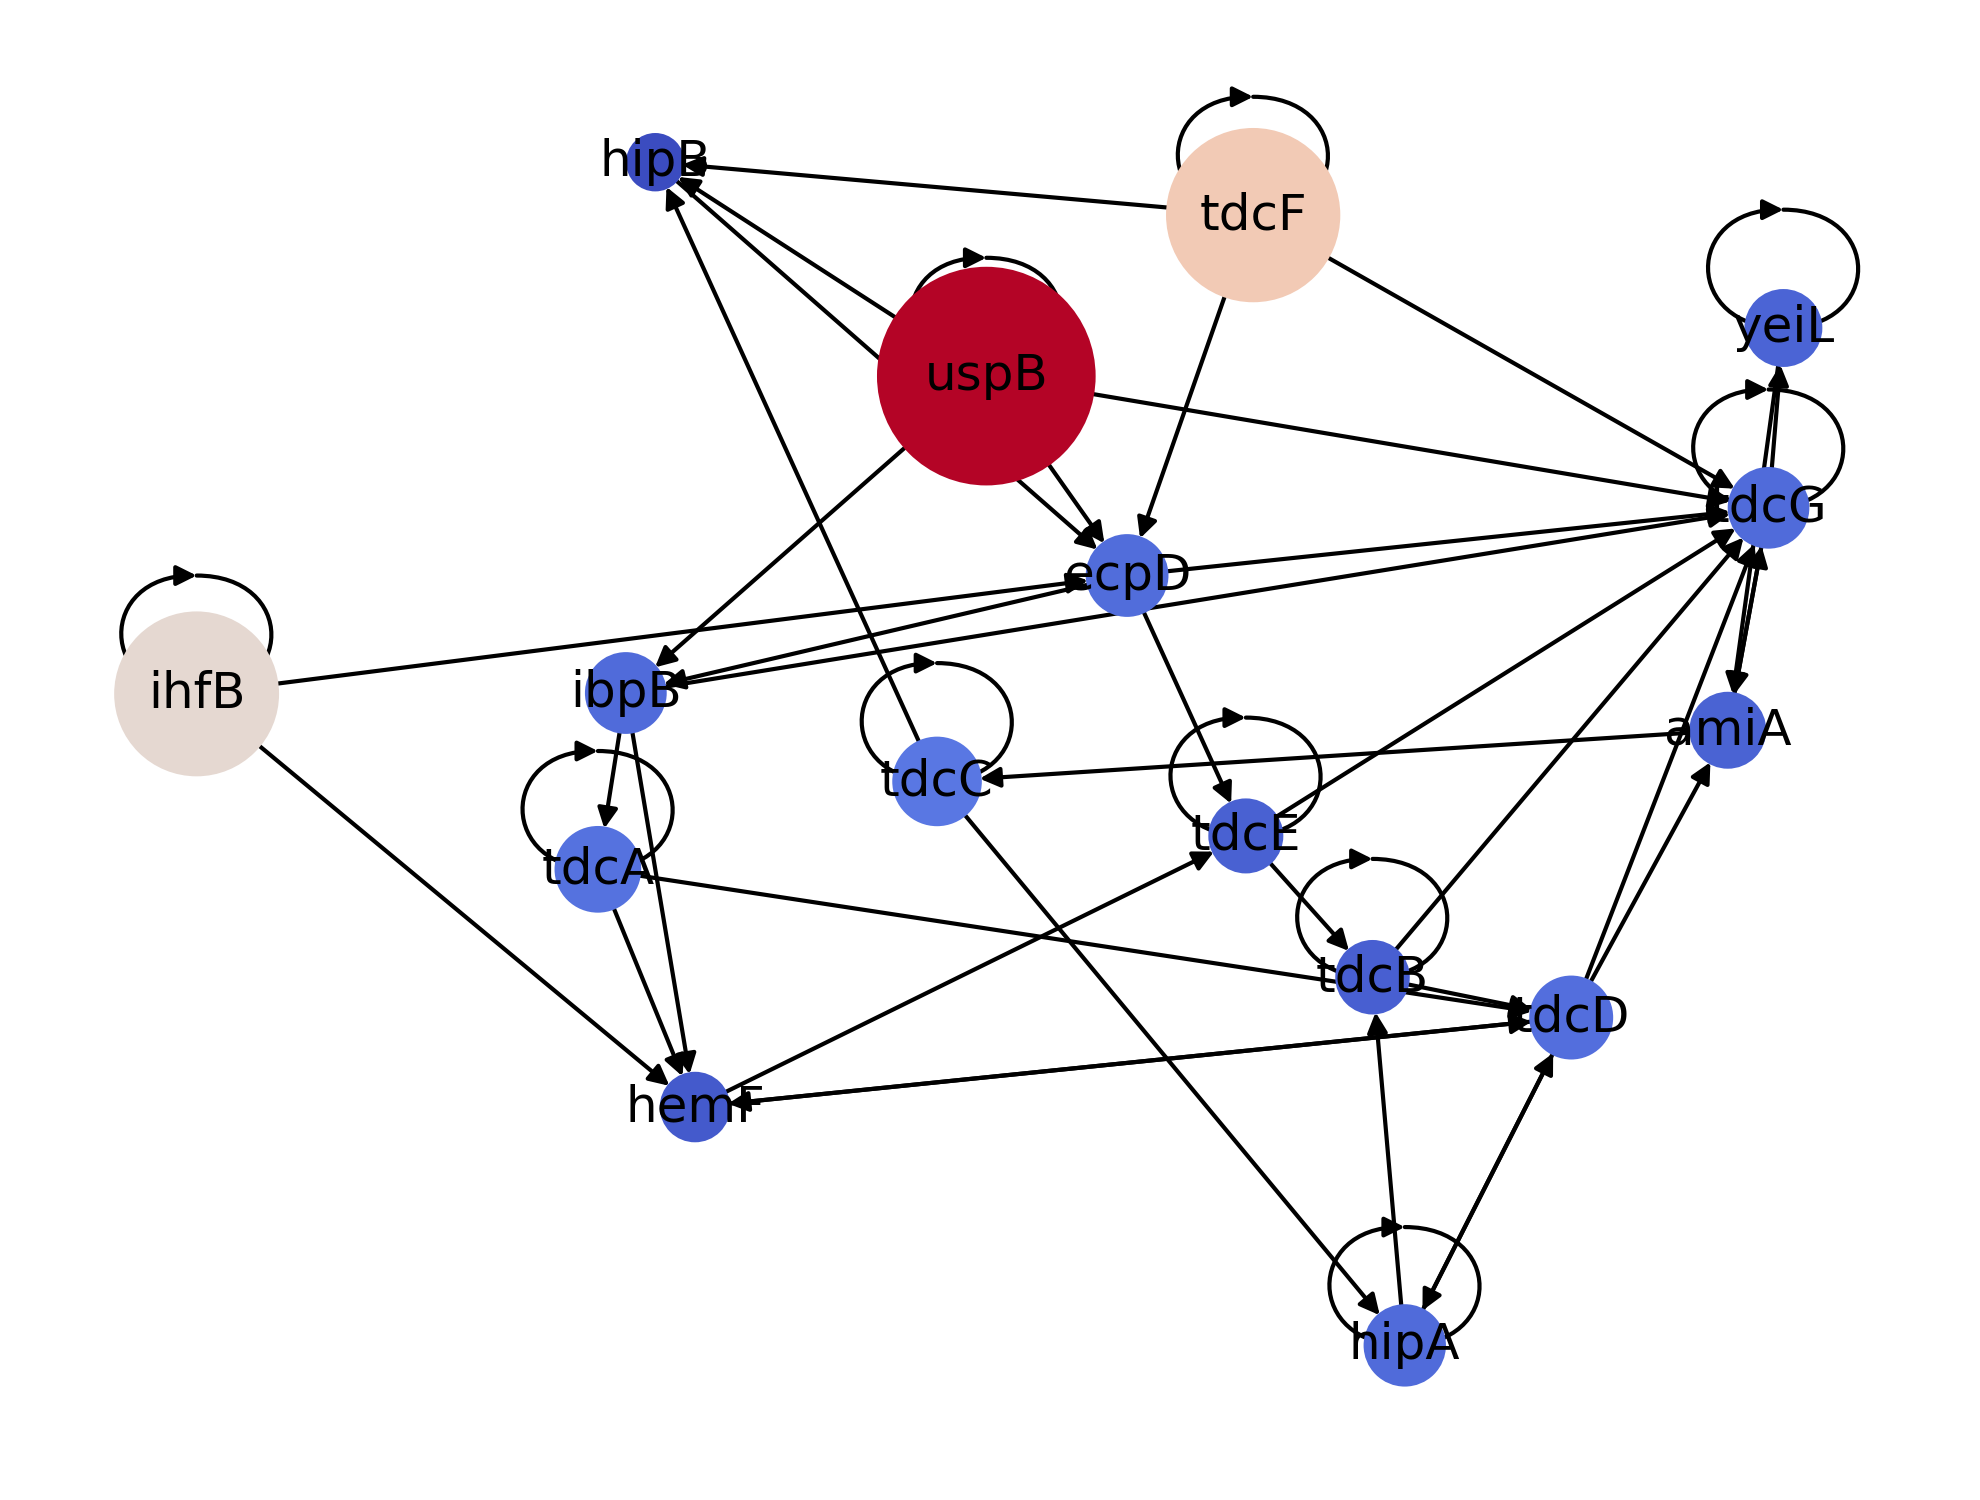 hipB
tdcF
yeiL
uspB
tdcG
ecpD
ihfB
ibpB
amiA
tdcC
tdcE
tdcA
tdcB
tdcD
hemF
hipA